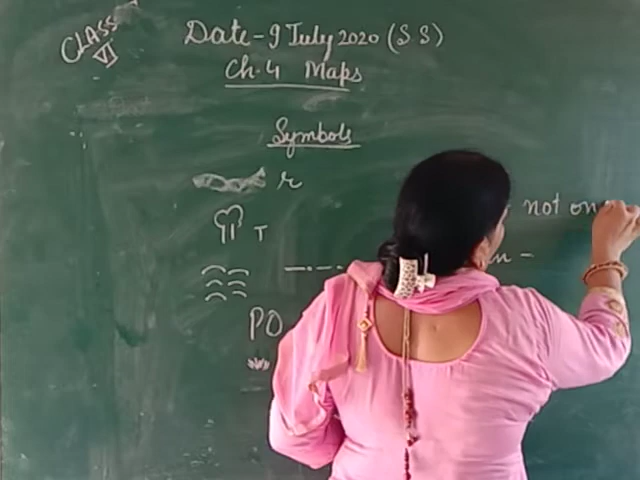 CLASS VI
Date - 9 July 2020 (S S)
Ch. 4 Maps
Symbols
r
not on
T
PO